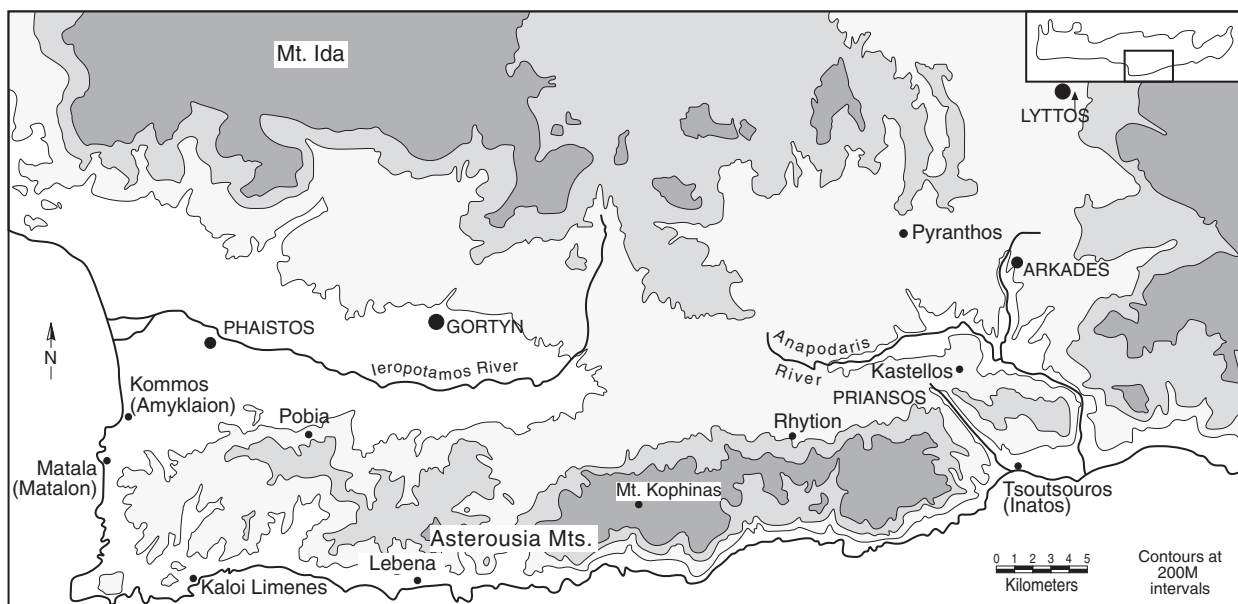 Mt. Ida
LYTTOS
Pyranthos
ARKADES
N
PHAISTOS
GORTYN
Ieropotamos River
Anapodaris
River
Kastellos
PRIANSOS
Kommos
(Amyklaion)
Pobia
Rhytion
Matala
(Matalon)
Mt. Kophinas
Tsoutsouros
(Inatos)
Asterousia Mts.
Lebena
Kaloi Limenes
0 1 2 3 4 5
Kilometers
Contours at
200M
intervals